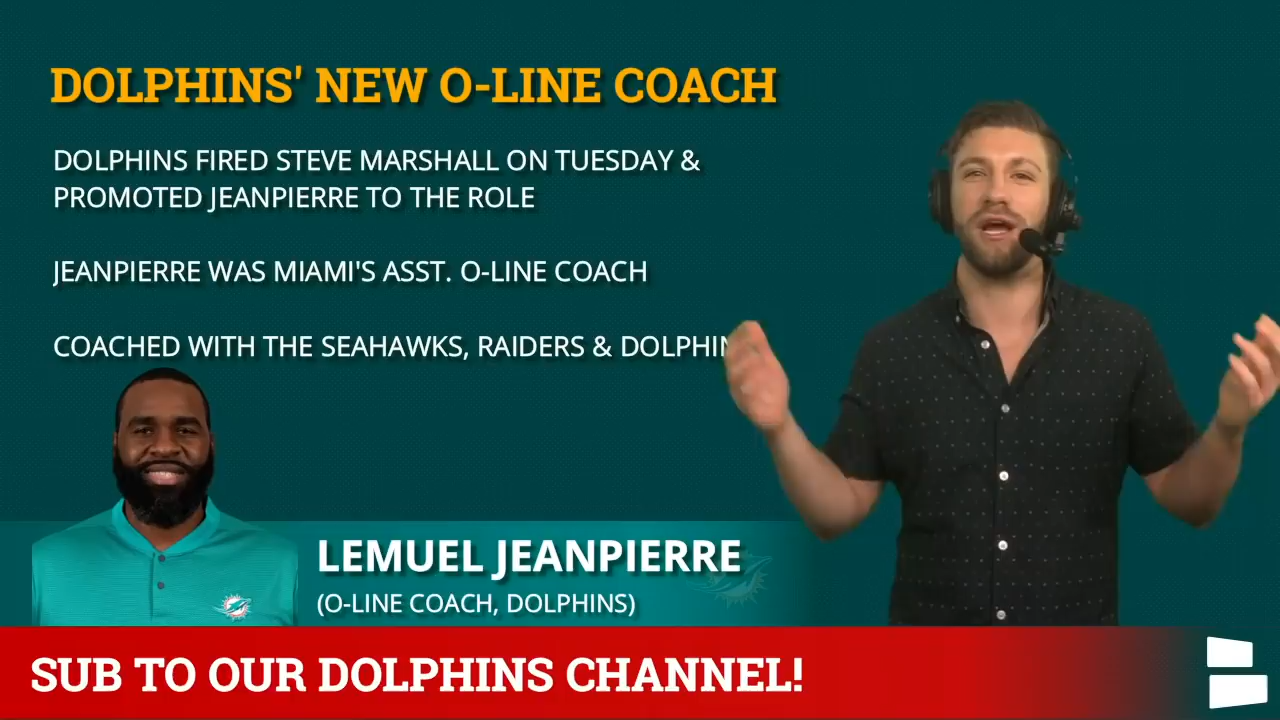 DOLPHINS' NEW O-LINE COACH
DOLPHINS FIRED STEVE MARSHALL ON TUESDAY &
PROMOTED JEANPIERRE TO THE ROLE
JEANPIERRE WAS MIAMI'S ASST. O-LINE COACH
COACHED WITH THE SEAHAWKS, RAIDERS & DOLPHIN
LEMUEL JEANPIERRE
(O-LINE COACH, DOLPHINS)
SUB TO OUR DOLPHINS CHANNEL!